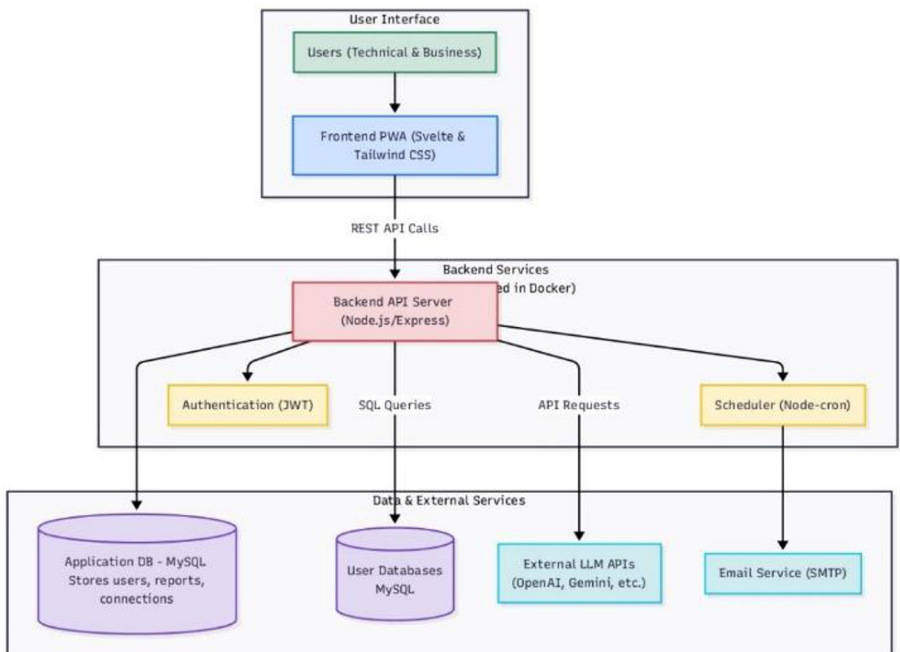 User Interface
Users (Technical & Business)
Frontend PWA (Svelte &
Tailwind CSS)
REST API Calls
Backend Services
ed in Docker)
Backend API Server
(Node.js/Express)
Authentication (JWT)
SQL Queries
API Requests
Scheduler (Node-cron)
Data & External Services
Application DB - MySQL
Stores users, reports,
connections
User Databases
MySQL
External LLM APIs
(OpenAI, Gemini, etc.)
Email Service (SMTP)